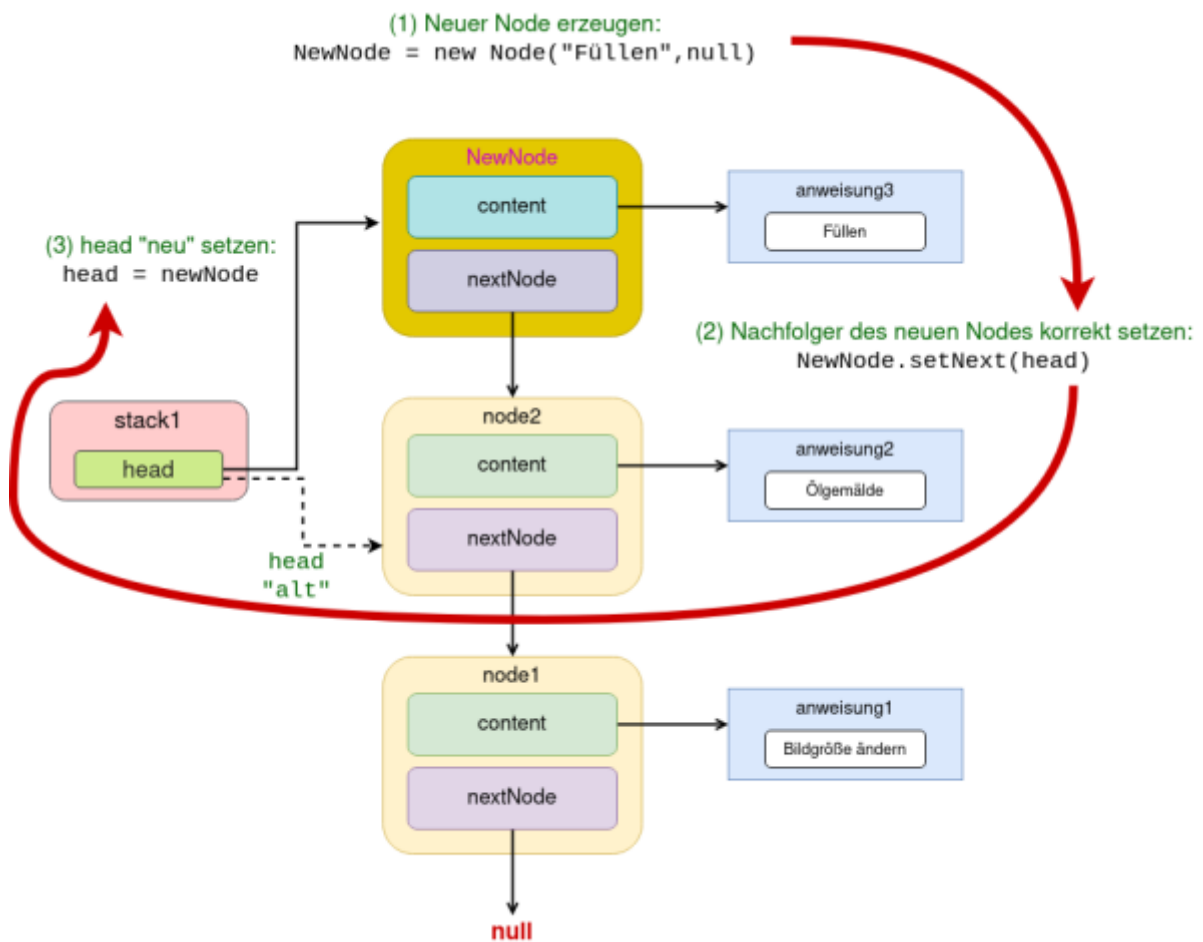 (1) Neuer Node erzeugen:
NewNode = new Node("Füllen",null)
NewNode
content
nextNode
anweisung3
Füllen
(3) head "neu" setzen:
head = newNode
(2) Nachfolger des neuen Nodes korrekt setzen:
NewNode.setNext(head)
stack1
head
head
"alt"
node2
content
nextNode
anweisung2
Ölgemälde
node1
content
nextNode
anweisung1
Bildgröße ändern
null